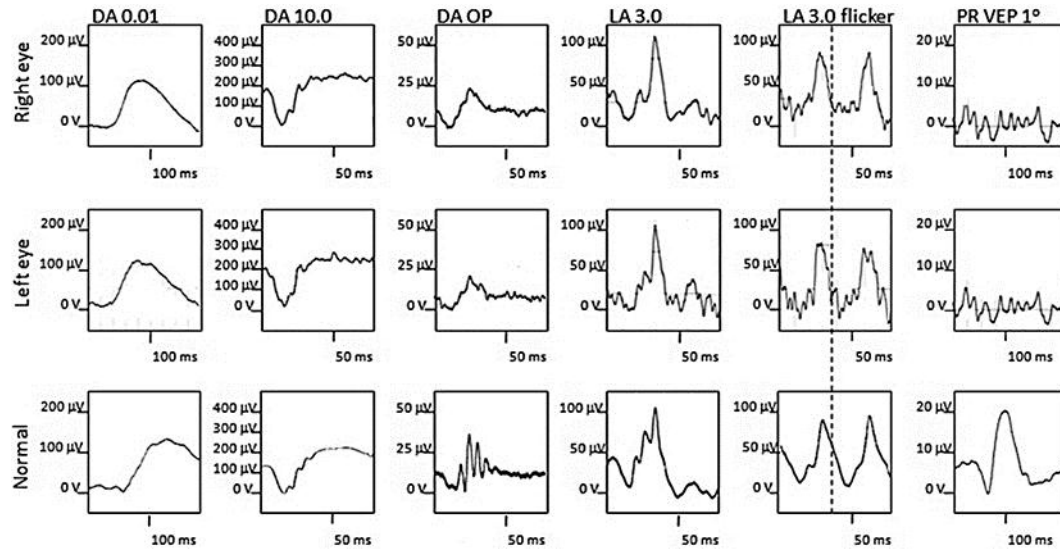 DA 0.01 DA 10.0 DA OP LA 3.0 LA 3.0 flicker PR VEP 1°
Right eye
200 µV 100 µV 0 V 100 ms
400 µV 300 µV 200 µV 100 µV 0 V 50 ms
50 µV 25 µV 0 V 50 ms
100 µV 50 µV 0 V 50 ms
100 µV 50 µV 0 V 50 ms
20 µV 10 µV 0 V 100 ms
Left eye
200 µV 100 µV 0 V 100 ms
400 µV 300 µV 200 µV 100 µV 0 V 50 ms
50 µV 25 µV 0 V 50 ms
100 µV 50 µV 0 V 50 ms
100 µV 50 µV 0 V 50 ms
20 µV 10 µV 0 V 100 ms
Normal
200 µV 100 µV 0 V 100 ms
400 µV 300 µV 200 µV 100 µV 0 V 50 ms
50 µV 25 µV 0 V 50 ms
100 µV 50 µV 0 V 50 ms
100 µV 50 µV 0 V 50 ms
20 µV 10 µV 0 V 100 ms